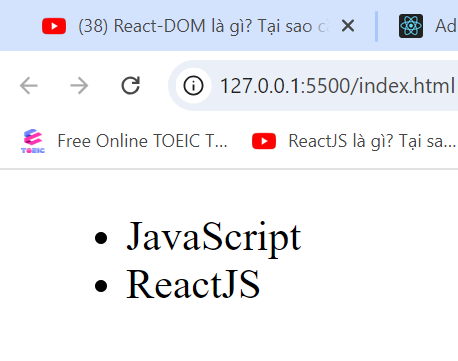 (38) React-DOM là gì? Tại sao c
Ad
127.0.0.1:5500/index.html
TOEIC
Free Online TOEIC T...
ReactJS là gì? Tại sa...
JavaScript
ReactJS